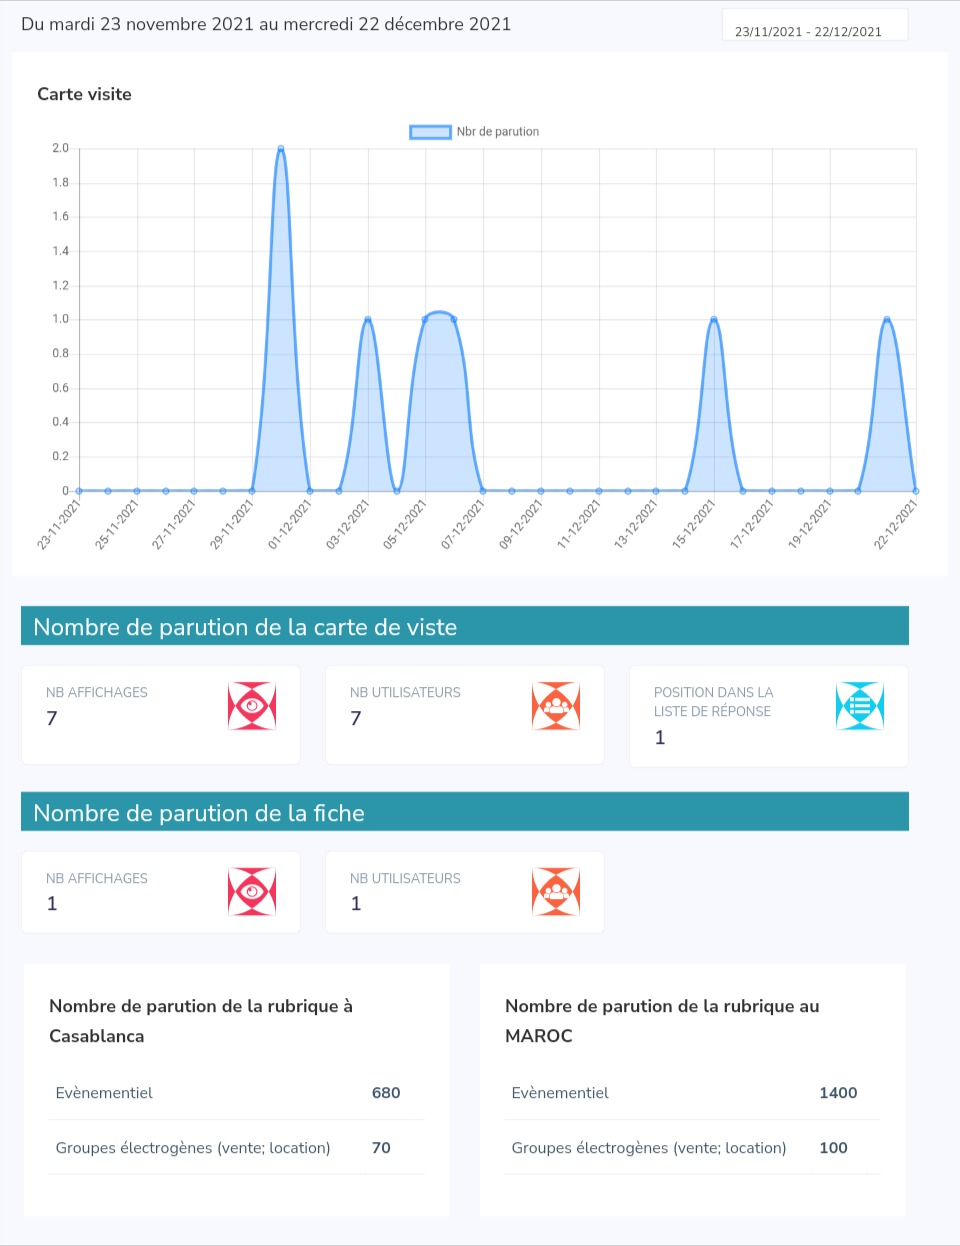 Du mardi 23 novembre 2021 au mercredi 22 décembre 2021
23/11/2021 - 22/12/2021
Carte visite
Nbr de parution
2.0
1.8
1.6
1.4
1.2
1.0
0.8
0.6
0.4
0.2
0
23-11-2021
25-11-2021
27-11-2021
29-11-2021
01-12-2021
03-12-2021
05-12-2021
07-12-2021
09-12-2021
11-12-2021
13-12-2021
15-12-2021
17-12-2021
19-12-2021
22-12-2021
Nombre de parution de la carte de viste
NB AFFICHAGES
7
NB UTILISATEURS
7
POSITION DANS LA
LISTE DE RÉPONSE
1
Nombre de parution de la fiche
NB AFFICHAGES
1
NB UTILISATEURS
1
Nombre de parution de la rubrique à
Casablanca
Evènementiel 680
Groupes électrogènes (vente; location) 70
Nombre de parution de la rubrique au
MAROC
Evènementiel 1400
Groupes électrogènes (vente; location) 100